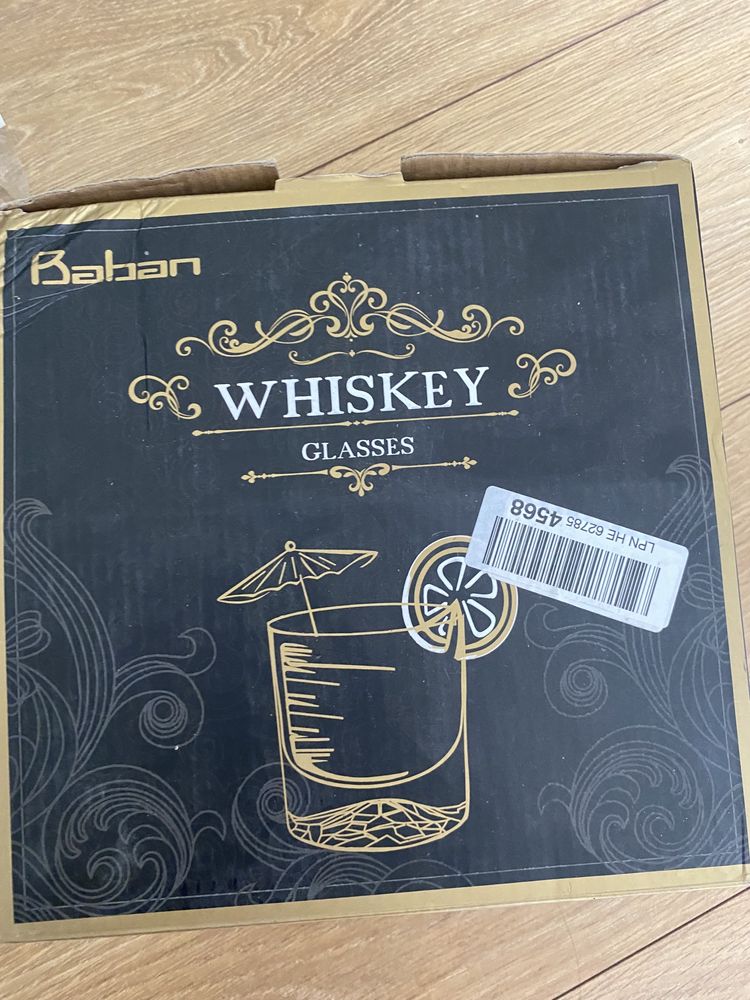 Baban
WHISKEY
GLASSES
LPN HE 62785 4568